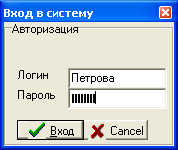 Вход в систему
Авторизация
Логин Петрова
Пароль
Вход Cancel